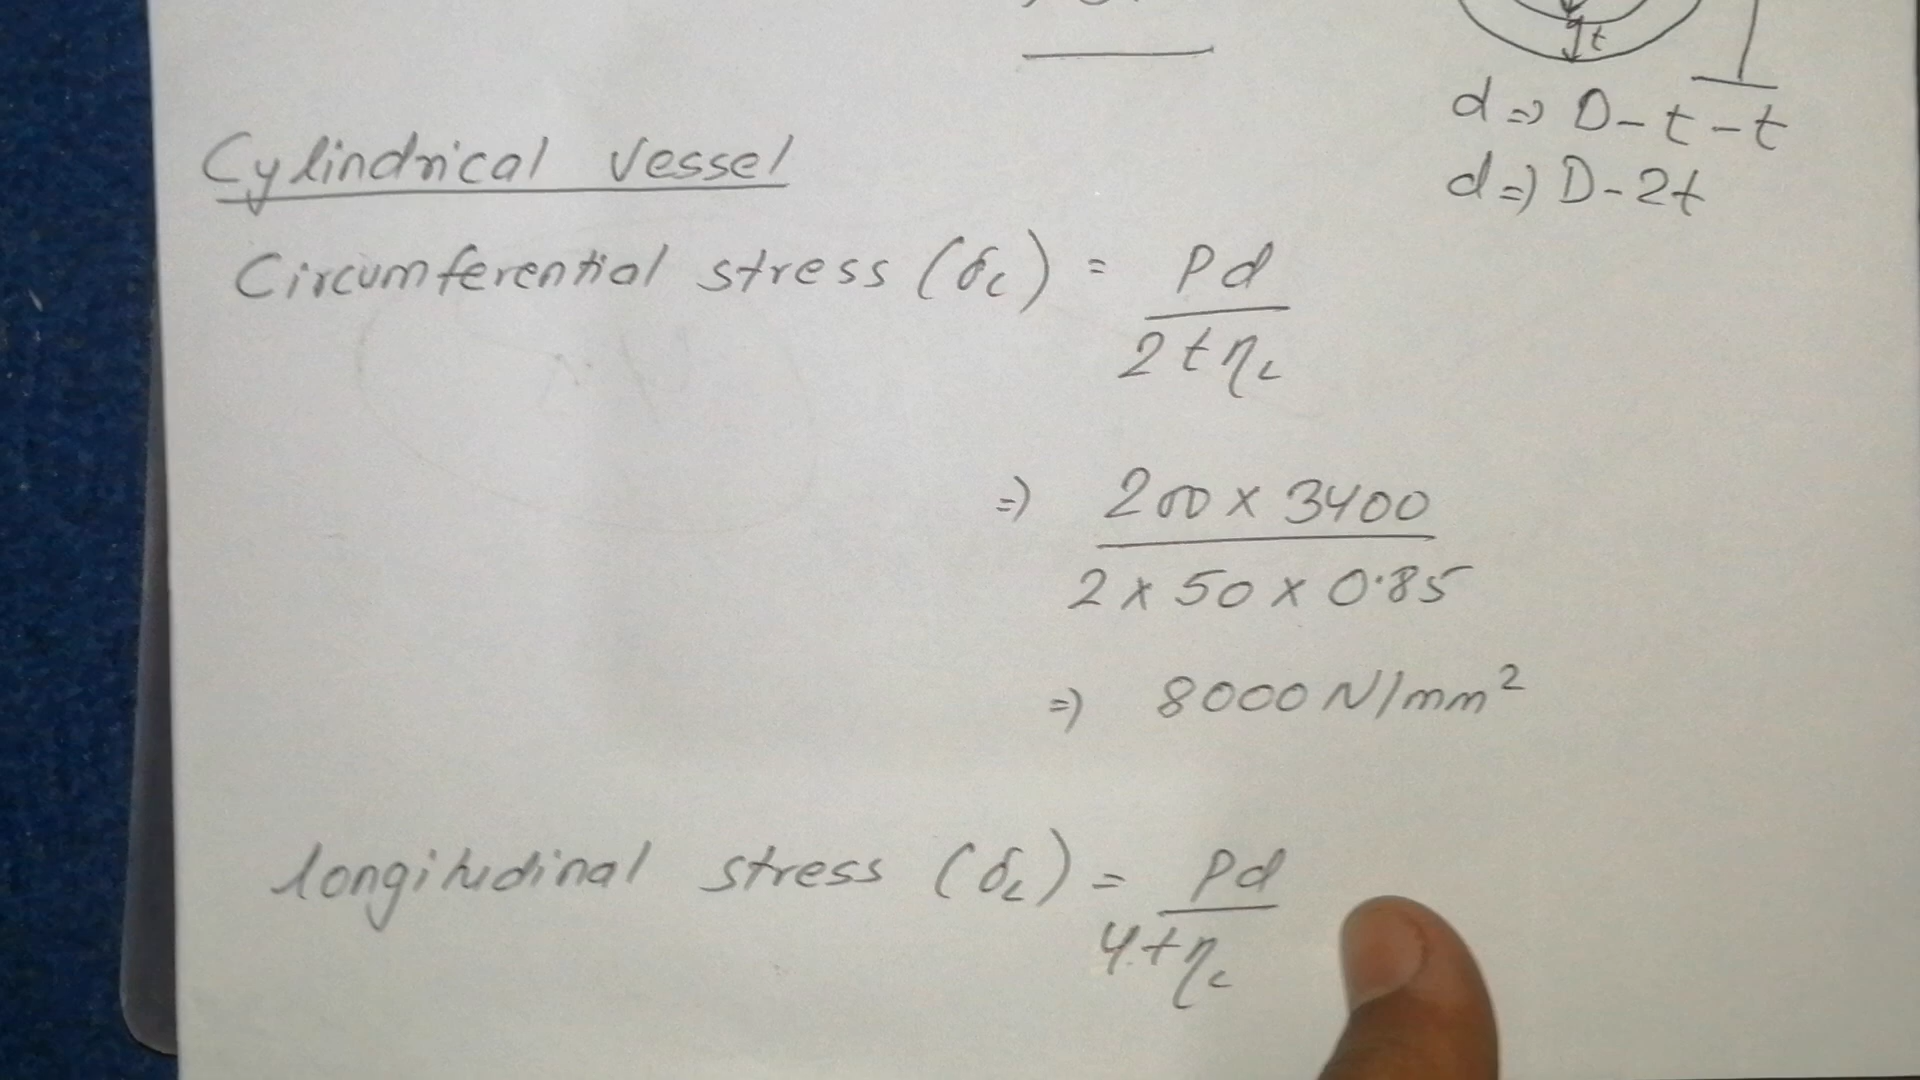 t
d => D - t - t
d => D - 2t
Cylindrical Vessel
Circumferential stress (σc) = Pd / 2tηL
=> 200 x 3400 / 2 x 50 x 0.85
=> 8000 N/mm²
longitudinal stress (σL) = Pd / 4tηc